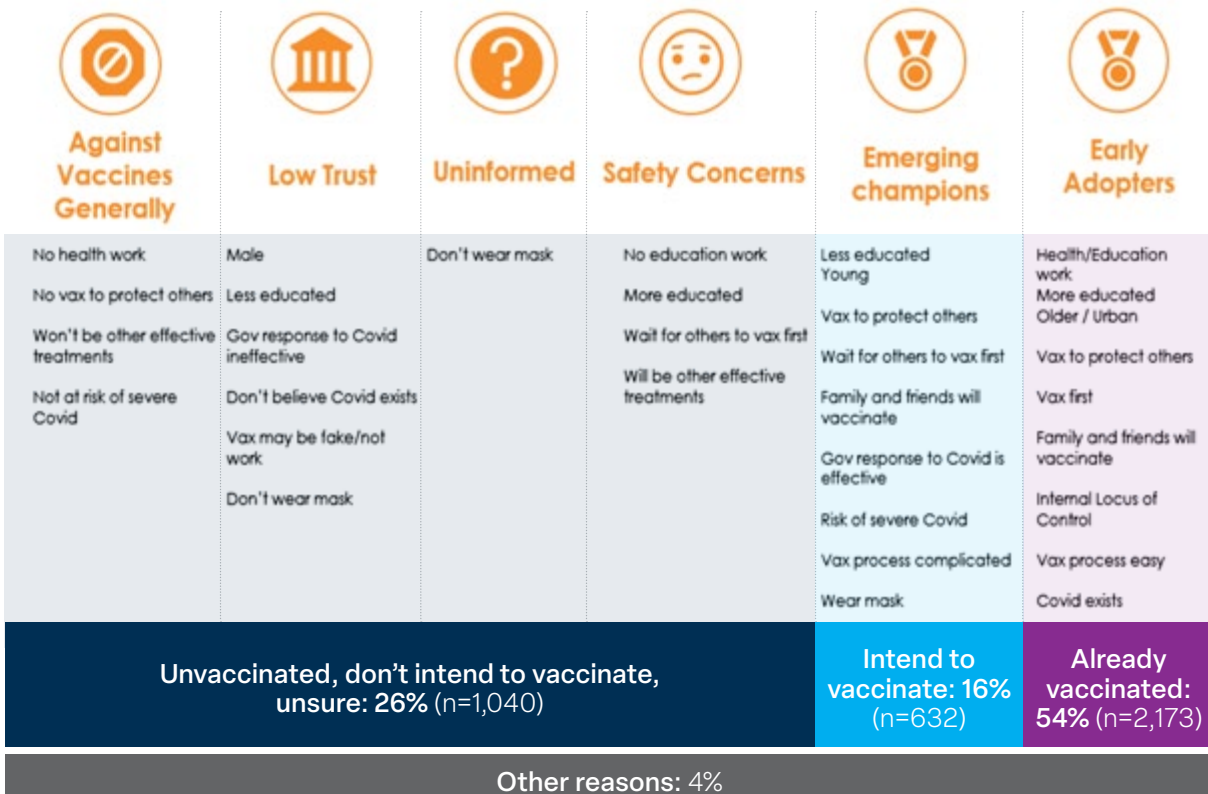 Against
Vaccines
Generally
Low Trust
Uninformed
Safety Concerns
Emerging
champions
Early
Adopters
No health work
No vax to protect others
Won't be other effective
treatments
Not at risk of severe
Covid
Male
Less educated
Gov response to Covid
ineffective
Don't believe Covid exists
Vax may be fake/not
work
Don't wear mask
Don't wear mask
No education work
More educated
Wait for others to vax first
Will be other effective
treatments
Less educated
Young
Vax to protect others
Wait for others to vax first
Family and friends will
vaccinate
Gov response to Covid is
effective
Risk of severe Covid
Vax process complicated
Wear mask
Health/Education
work
More educated
Older / Urban
Vax to protect others
Vax first
Family and friends will
vaccinate
Internal Locus of
Control
Vax process easy
Covid exists
Unvaccinated, don't intend to vaccinate,
unsure: 26% (n=1,040)
Intend to
vaccinate: 16%
(n=632)
Already
vaccinated:
54% (n=2,173)
Other reasons: 4%